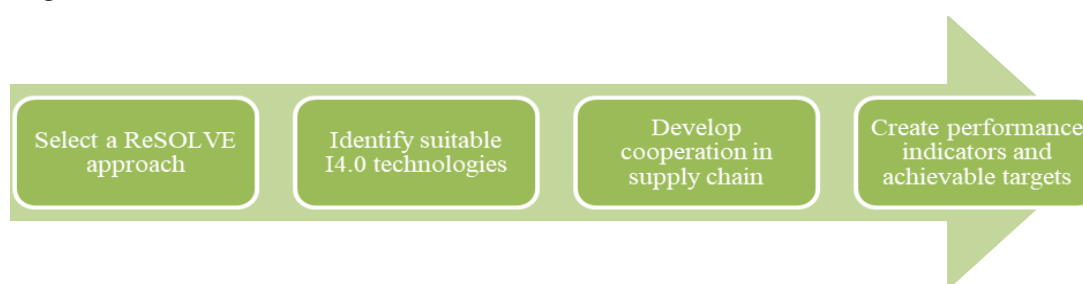 Select a ReSOLVE
approach
Identify suitable
I4.0 technologies
Develop
cooperation in
supply chain
Create performance
indicators and
achievable targets